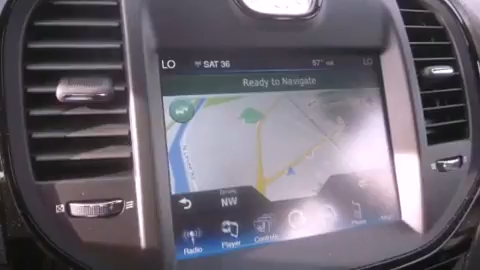 LO SAT 36 57° LO
Ready to Navigate
NW
Radio Player Controls Phone